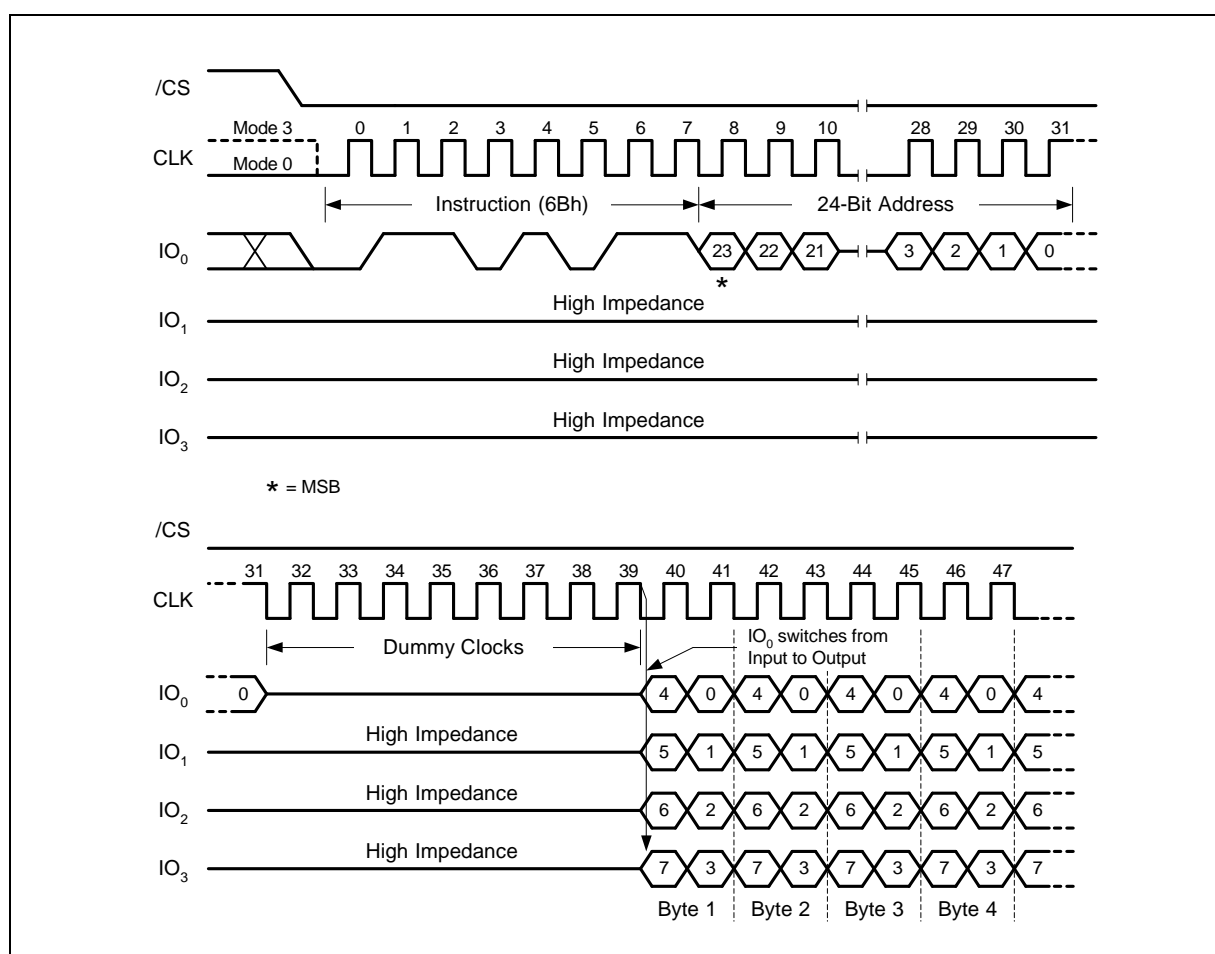 /CS
Mode 3 0 1 2 3 4 5 6 7 8 9 10 28 29 30 31
CLK Mode 0
Instruction (6Bh) 24-Bit Address
IO0 23 22 21 3 2 1 0
*
High Impedance
IO1
High Impedance
IO2
High Impedance
IO3
* = MSB
/CS
31 32 33 34 35 36 37 38 39 40 41 42 43 44 45 46 47
CLK
Dummy Clocks
IO0 switches from
Input to Output
IO0 0 4 0 4 0 4 0 4 0 4
High Impedance
IO1 5 1 5 1 5 1 5 1 5
High Impedance
IO2 6 2 6 2 6 2 6 2 6
High Impedance
IO3 7 3 7 3 7 3 7 3 7
Byte 1 Byte 2 Byte 3 Byte 4